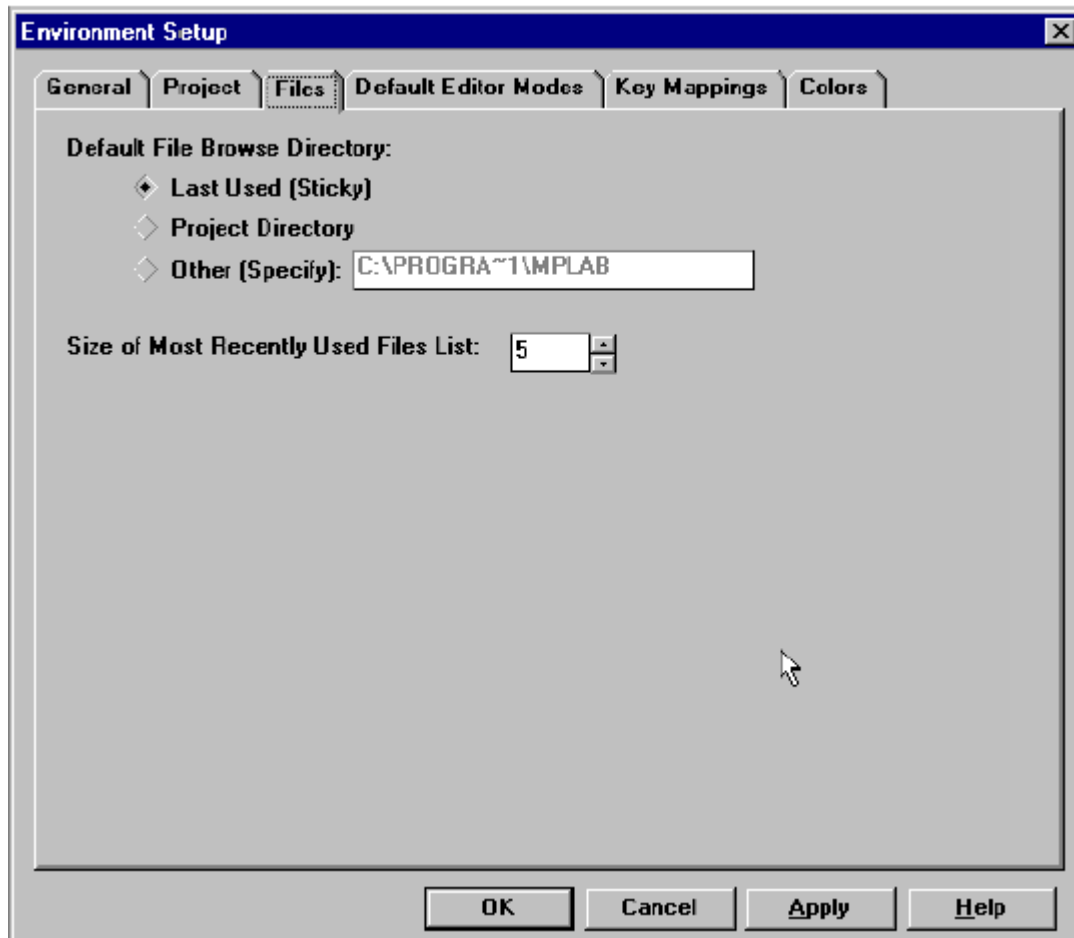 Environment Setup
General Project Files Default Editor Modes Key Mappings Colors
Default File Browse Directory:
Last Used (Sticky)
Project Directory
Other (Specify): C:\PROGRA~1\MPLAB
Size of Most Recently Used Files List: 5
OK Cancel Apply Help